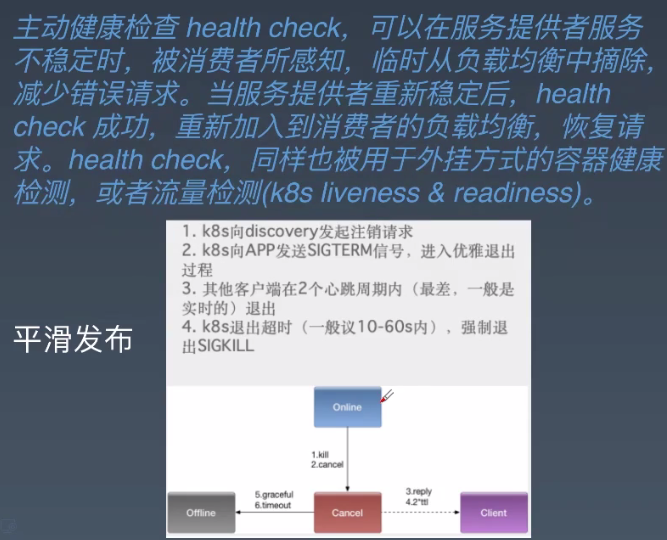 主动健康检查 health check，可以在服务提供者服务
不稳定时，被消费者所感知，临时从负载均衡中摘除，
减少错误请求。当服务提供者重新稳定后，health
check 成功，重新加入到消费者的负载均衡，恢复请
求。health check，同样也被用于外挂方式的容器健康
检测，或者流量检测(k8s liveness & readiness)。
1. k8s向discovery发起注销请求
2. k8s向APP发送SIGTERM信号，进入优雅退出
过程
3. 其他客户端在2个心跳周期内（最差，一般是
实时的）退出
4. k8s退出超时（一般议10-60s内），强制退
出SIGKILL
平滑发布
Online
1.kill
2.cancel
5.graceful
6.timeout
3.reply
4.2*ttl
Offline
Cancel
Client